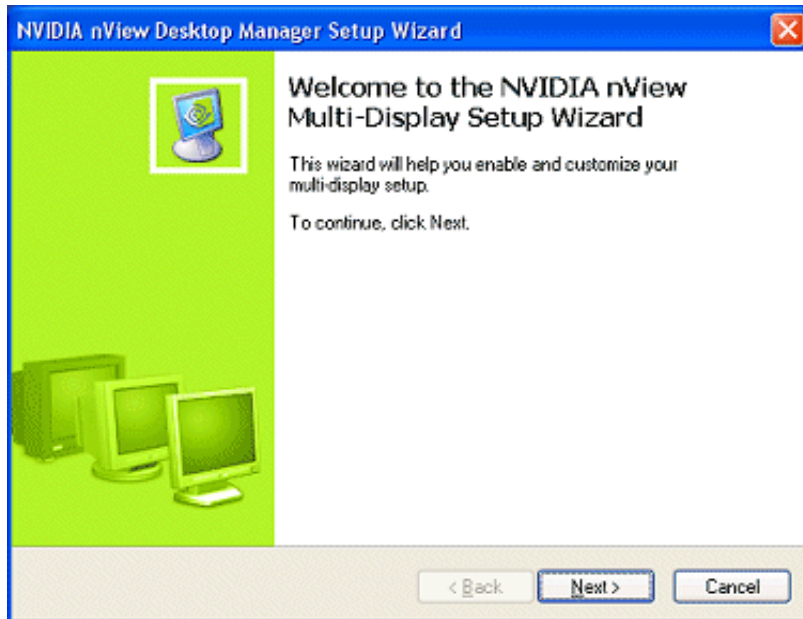 NVIDIA nView Desktop Manager Setup Wizard
Welcome to the NVIDIA nView
Multi-Display Setup Wizard
This wizard will help you enable and customize your
multi-display setup.
To continue, click Next.
< Back
Next >
Cancel